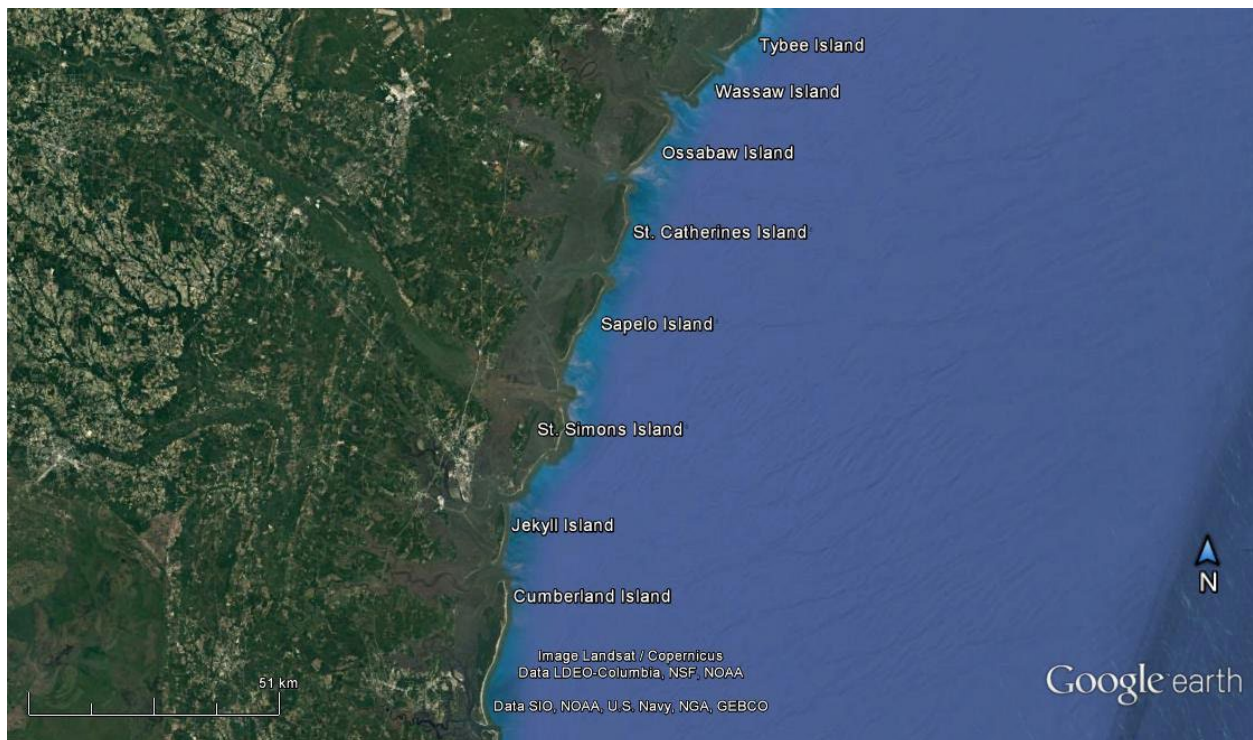 Tybee Island
Wassaw Island
Ossabaw Island
St. Catherines Island
Sapelo Island
St. Simons Island
Jekyll Island
Cumberland Island
N
Image Landsat / Copernicus
Data LDEO-Columbia, NSF, NOAA
51 km
Data SIO, NOAA, U.S. Navy, NGA, GEBCO
Google earth